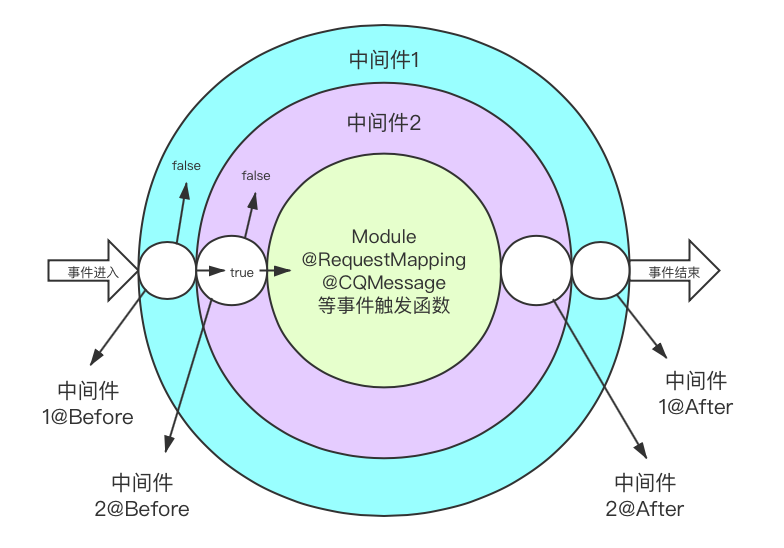 中间件1
中间件2
false
false
Module
@RequestMapping
@CQMessage
等事件触发函数
事件进入
true
事件结束
中间件
1@Before
中间件
1@After
中间件
2@Before
中间件
2@After